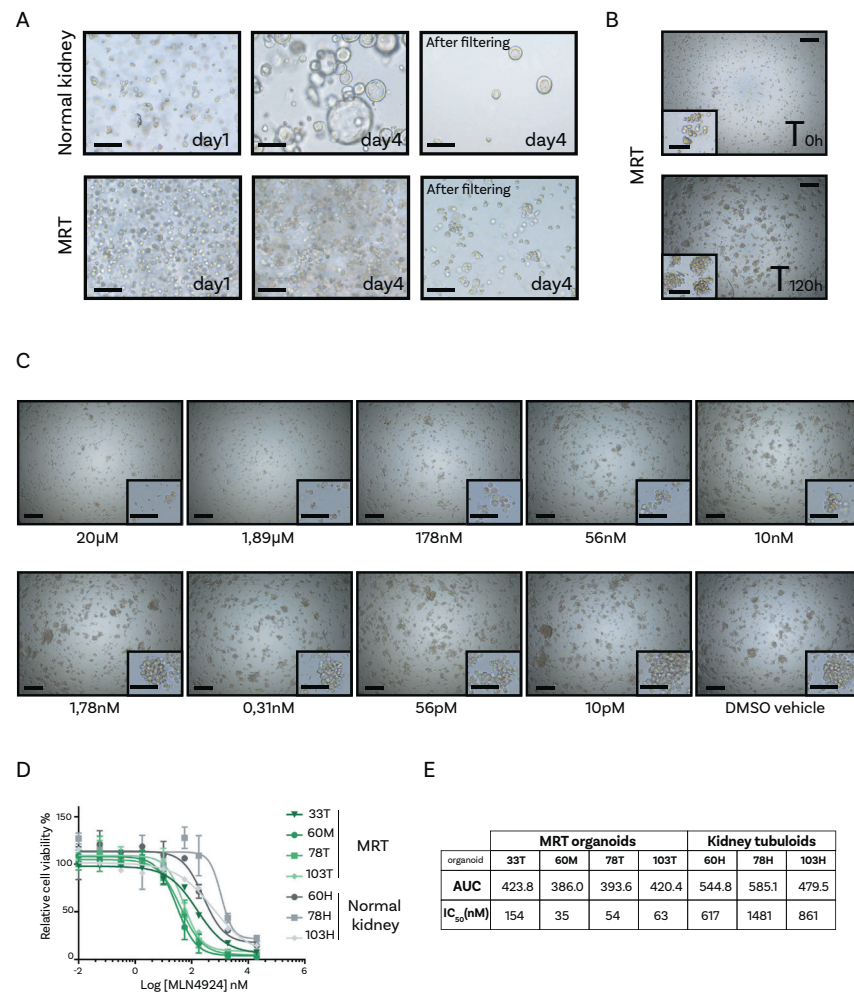 A
Normal kidney
day1
day4
After filtering
day4
MRT
day1
day4
After filtering
day4
B
MRT
T0h
T120h
C
20µM
1,89µM
178nM
56nM
10nM
1,78nM
0,31nM
56pM
10pM
DMSO vehicle
D
Relative cell viability %
150
100
50
0
-2
0
2
4
6
Log [MLN4924] nM
33T
60M
78T
103T
MRT
60H
78H
103H
Normal kidney
E
MRT organoids Kidney tubuloids
organoid 33T 60M 78T 103T 60H 78H 103H
AUC 423.8 386.0 393.6 420.4 544.8 585.1 479.5
IC50(nM) 154 35 54 63 617 1481 861